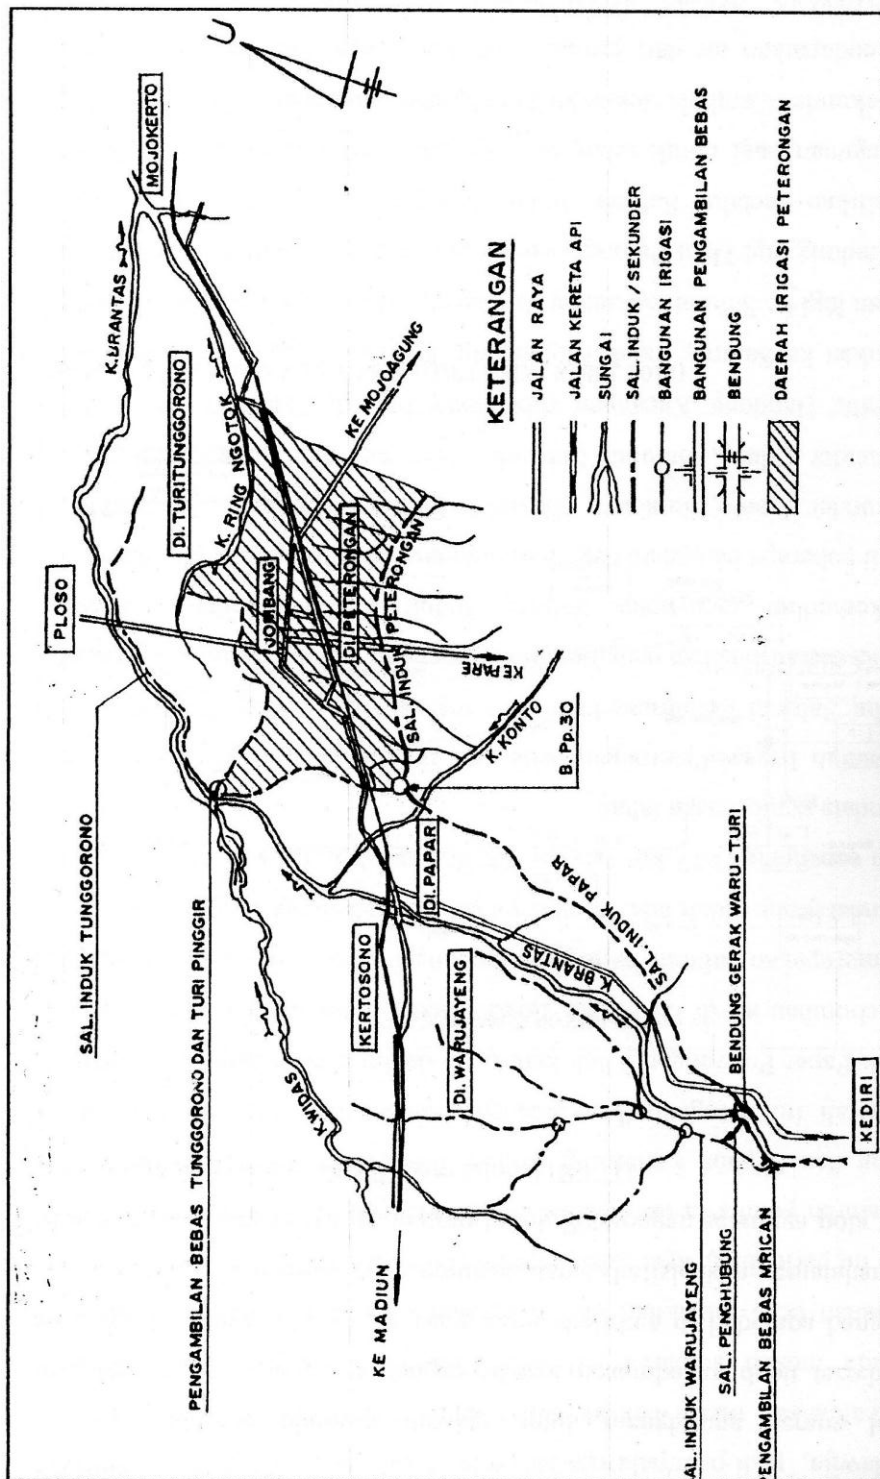 U
MOJOKERTO
K. BRANTAS
DI. TURITUNGGORONO
K. RING NGOTOK
KE MOJOAGUNG
PLOSO
JOMBANG
DI. PETERONGAN
SAL. INDUK PETERONGAN
KE PARE
K. KONTO
B. Pp. 30
SAL. INDUK TUNGGORONO
PENGAMBILAN BEBAS TUNGGORONO DAN TURI PINGGIR
DI. PAPAR
KERTOSONO
SAL. INDUK PAPAR
K. BRANTAS
DI. WARUJAYENG
K. WIDAS
KE MADIUN
BENDUNG GERAK WARU-TURI
KEDIRI
SAL. INDUK WARUJAYENG
SAL. PENGHUBUNG
PENGAMBILAN BEBAS MRICAN
KETERANGAN
JALAN RAYA
JALAN KERETA API
SUNGAI
SAL. INDUK / SEKUNDER
BANGUNAN IRIGASI
BANGUNAN PENGAMBILAN BEBAS
BENDUNG
DAERAH IRIGASI PETERONGAN